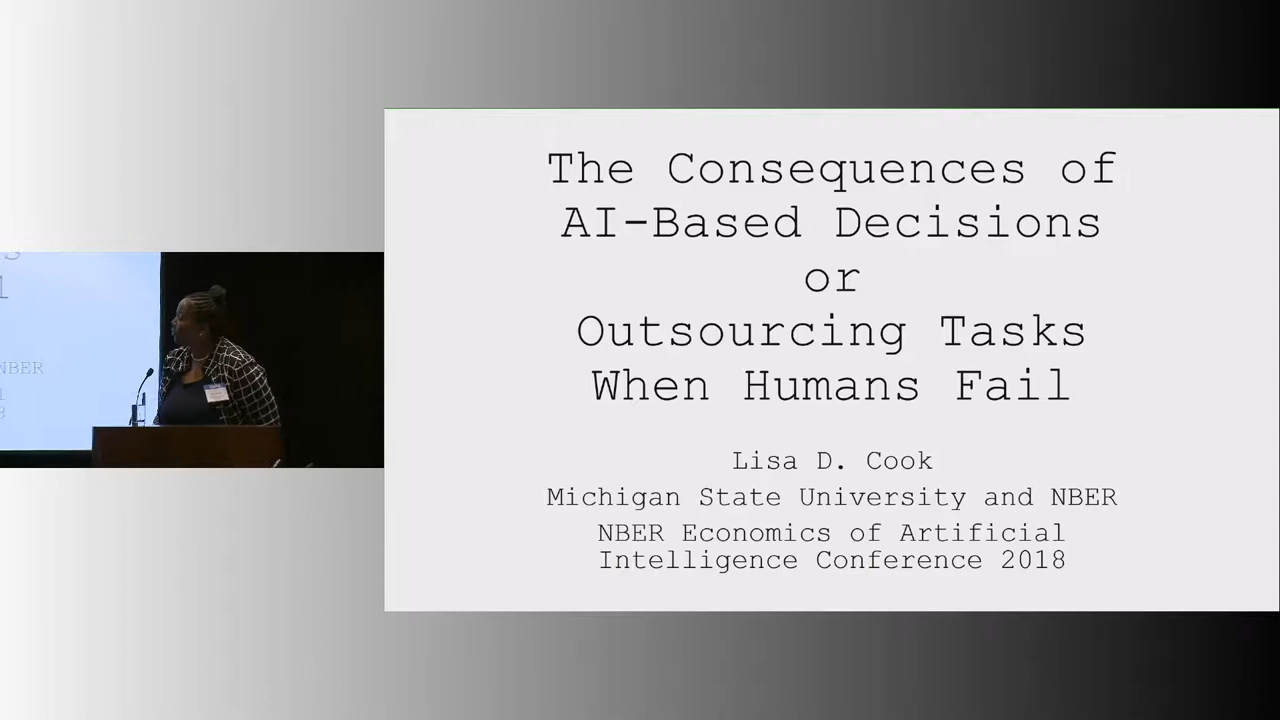 The Consequences of
AI-Based Decisions
or
Outsourcing Tasks
When Humans Fail
Lisa D. Cook
Michigan State University and NBER
NBER Economics of Artificial
Intelligence Conference 2018
NBER